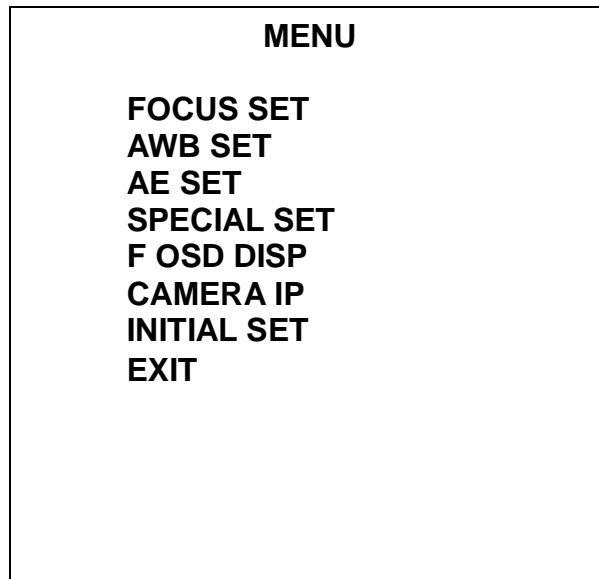 MENU
FOCUS SET
AWB SET
AE SET
SPECIAL SET
F OSD DISP
CAMERA IP
INITIAL SET
EXIT